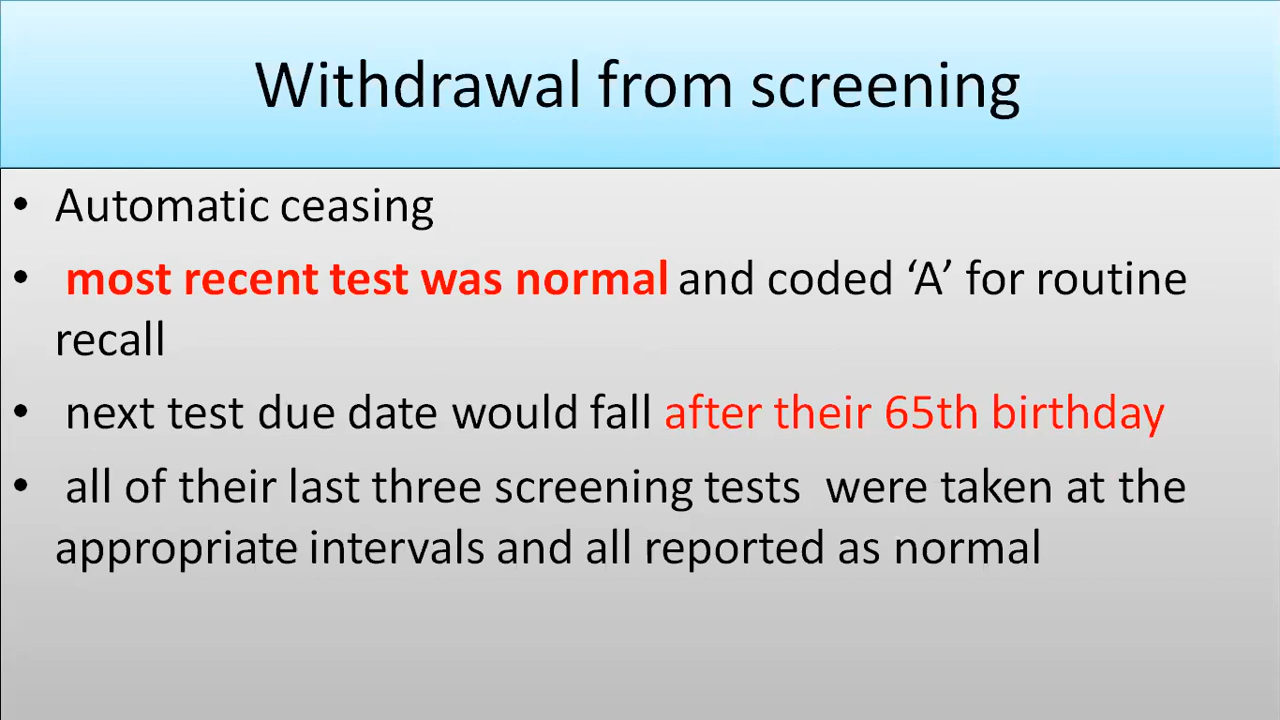 Withdrawal from screening
• Automatic ceasing
• most recent test was normal and coded ‘A’ for routine
recall
• next test due date would fall after their 65th birthday
• all of their last three screening tests were taken at the
appropriate intervals and all reported as normal